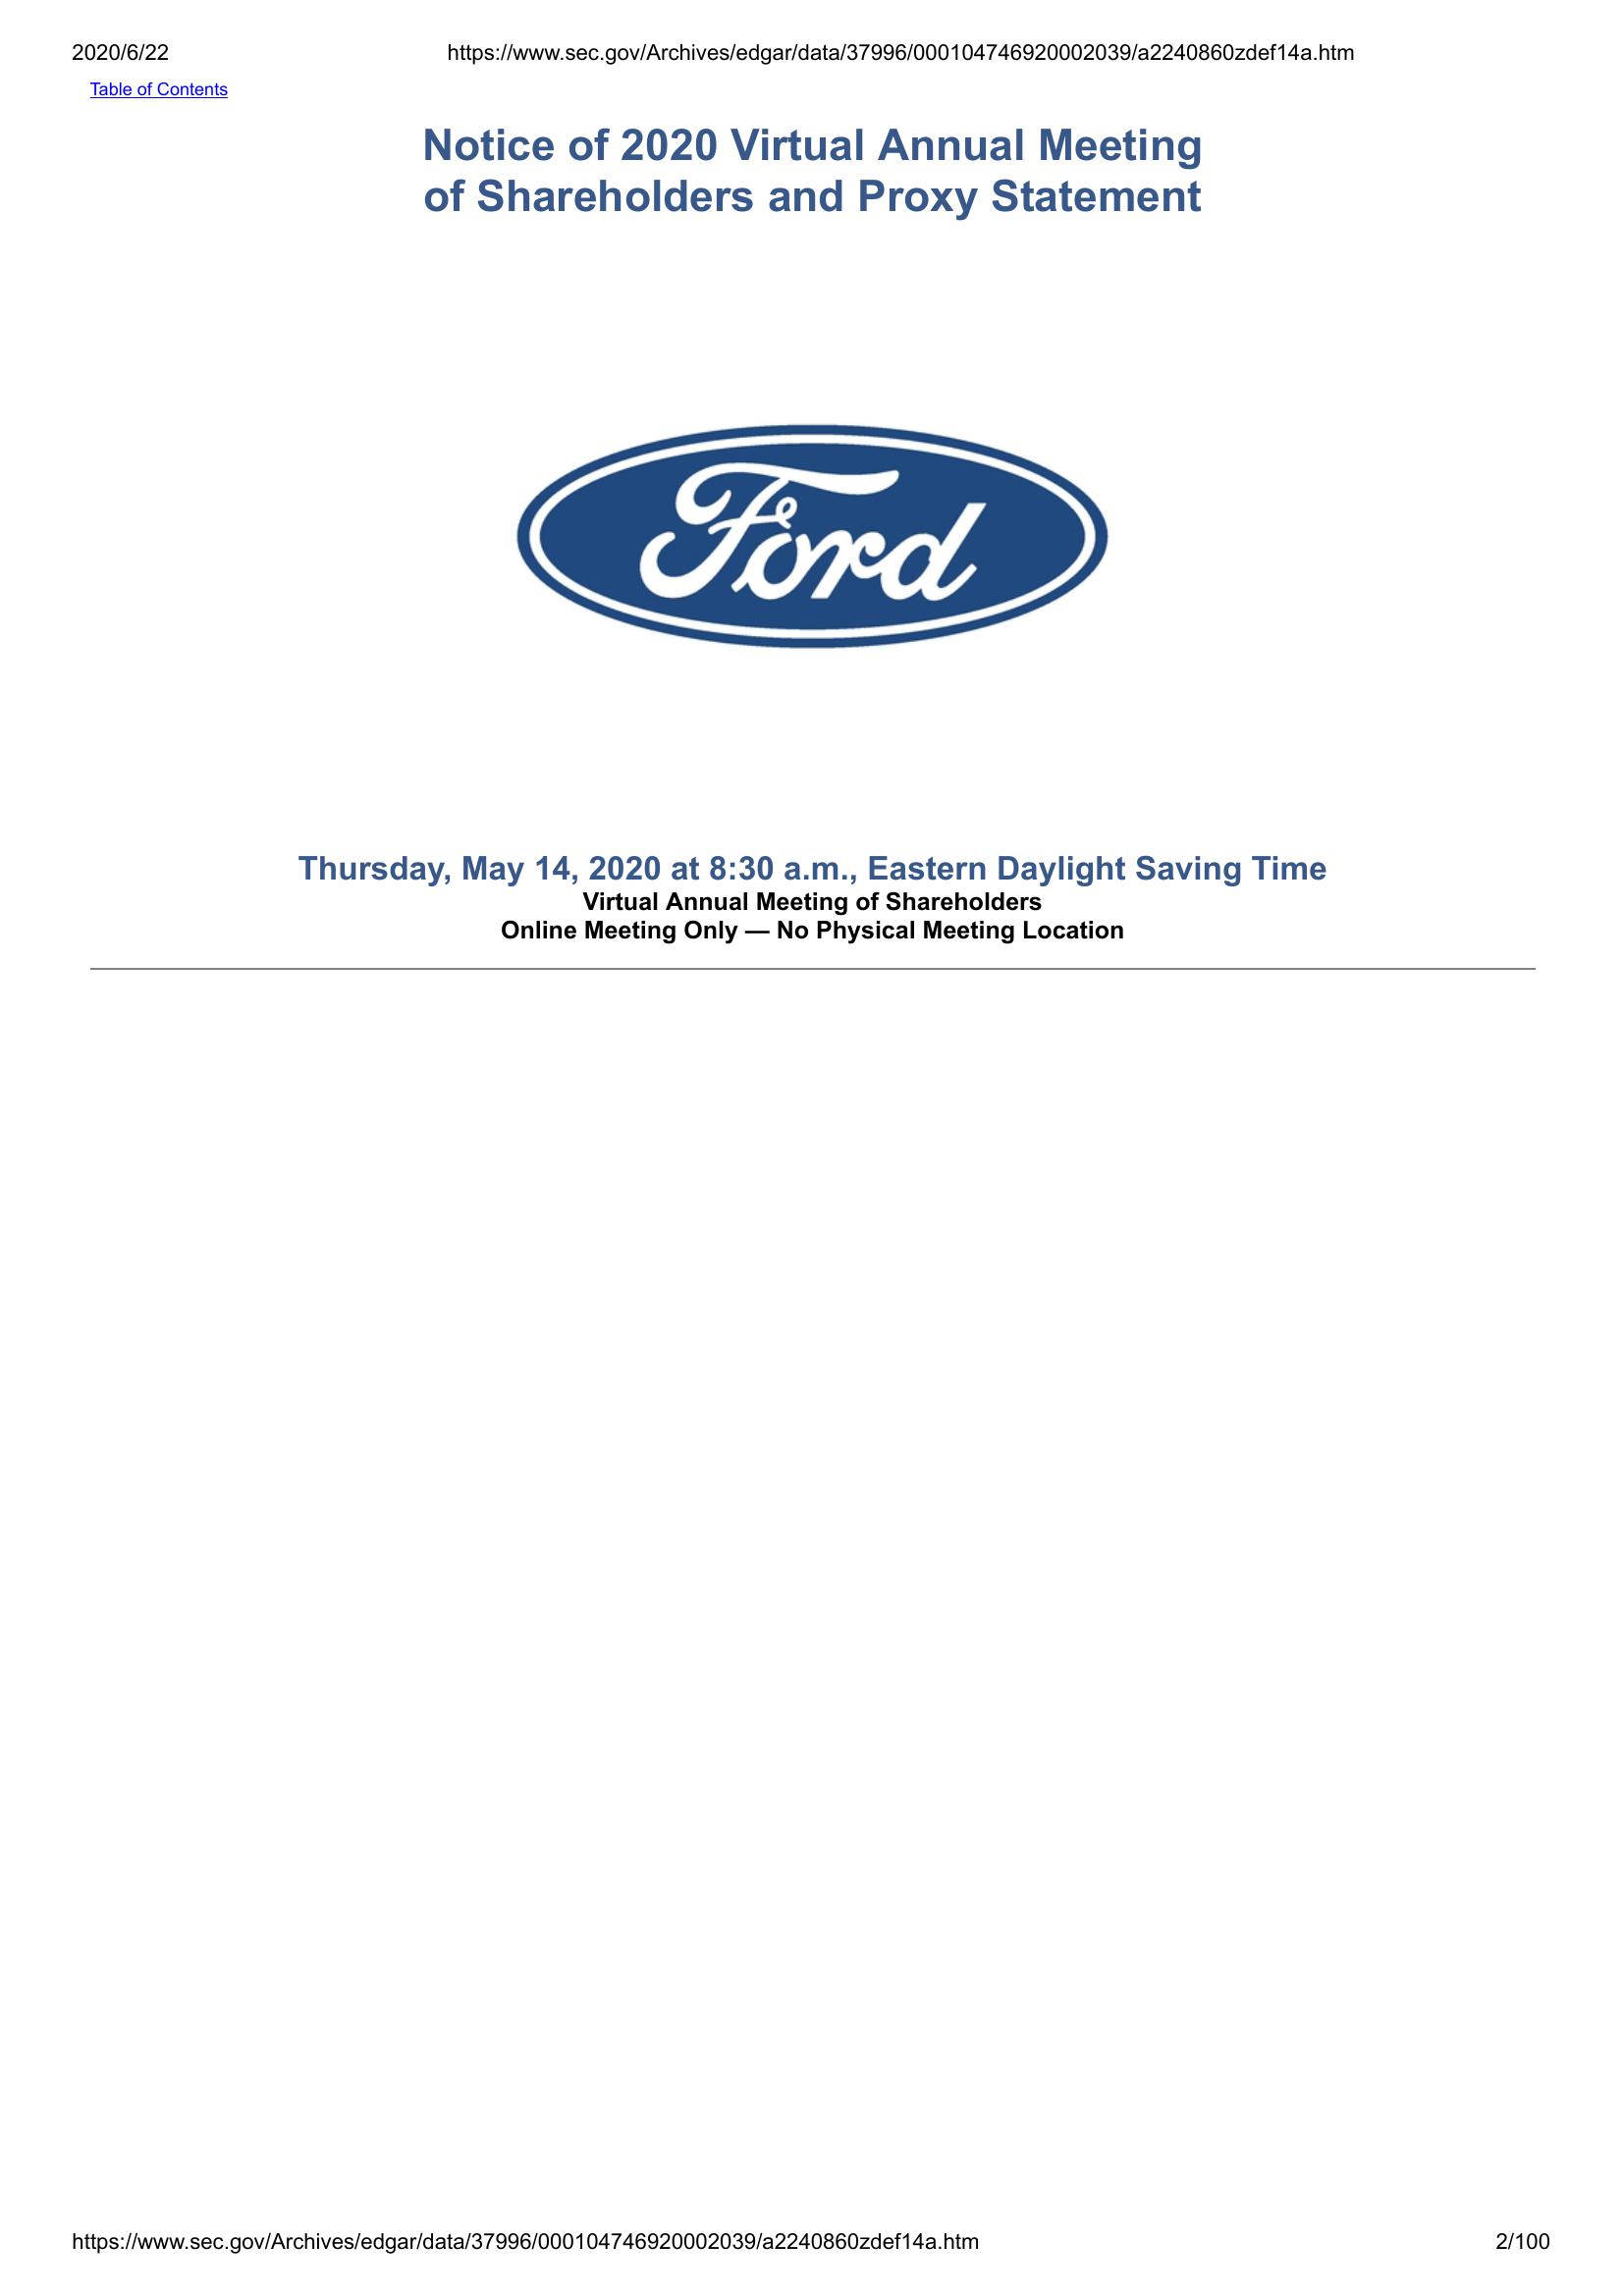 2020/6/22 https://www.sec.gov/Archives/edgar/data/37996/000104746920002039/a2240860zdef14a.htm
Table of Contents
Notice of 2020 Virtual Annual Meeting
of Shareholders and Proxy Statement
Ford
Thursday, May 14, 2020 at 8:30 a.m., Eastern Daylight Saving Time
Virtual Annual Meeting of Shareholders
Online Meeting Only — No Physical Meeting Location
https://www.sec.gov/Archives/edgar/data/37996/000104746920002039/a2240860zdef14a.htm 2/100